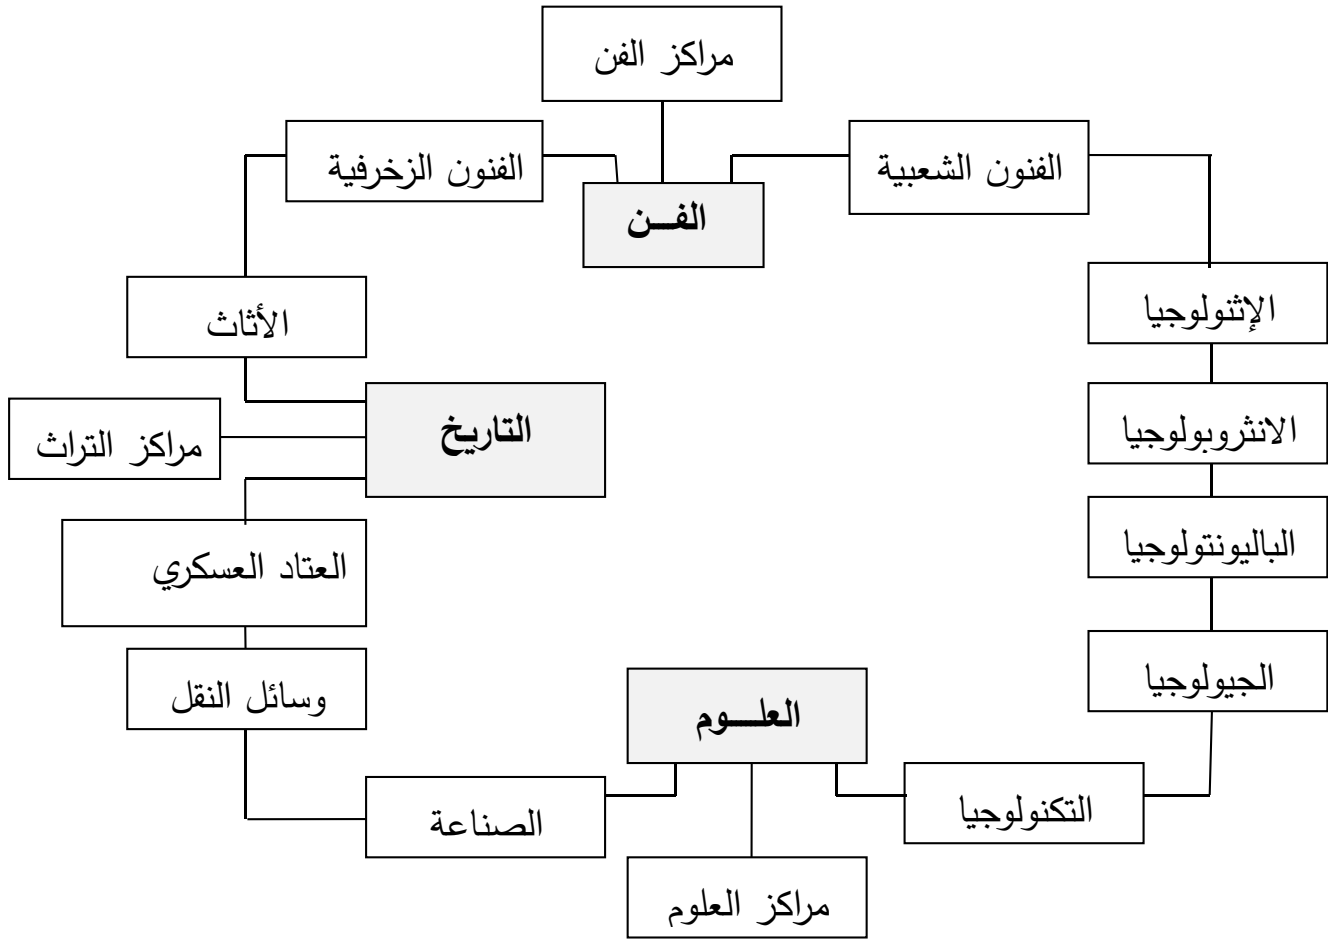 مراكز الفن
الفنون الشعبية
الفنون الزخرفية
الفــن
الإثنولوجيا
الأثاث
التاريخ
الانثروبولوجيا
مراكز التراث
الباليونتولوجيا
العتاد العسكري
الجيولوجيا
العلــوم
وسائل النقل
التكنولوجيا
الصناعة
مراكز العلوم